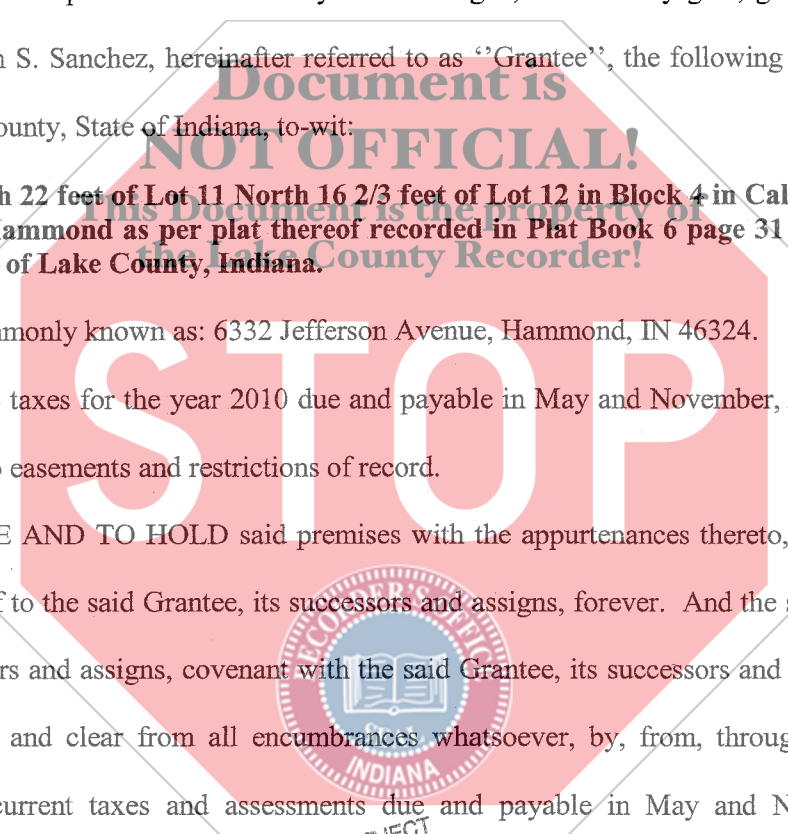 n S. Sanchez, hereinafter referred to as ‘’Grantee’’, the following
Document is
ounty, State of Indiana, to-wit:
NOT OFFICIAL!
h 22 feet of Lot 11 North 16 2/3 feet of Lot 12 in Block 4 in Cal
This Document is the property of
ammond as per plat thereof recorded in Plat Book 6 page 31
the Lake County Recorder!
of Lake County, Indiana.
mmonly known as: 6332 Jefferson Avenue, Hammond, IN 46324.
STOP
taxes for the year 2010 due and payable in May and November,
easements and restrictions of record.
E AND TO HOLD said premises with the appurtenances thereto,
f to the said Grantee, its successors and assigns, forever. And the s
RECORDER'S OFFICE
rs and assigns, covenant with the said Grantee, its successors and
SEAL
and clear from all encumbrances whatsoever, by, from, throug
INDIANA
current taxes and assessments due and payable in May and N